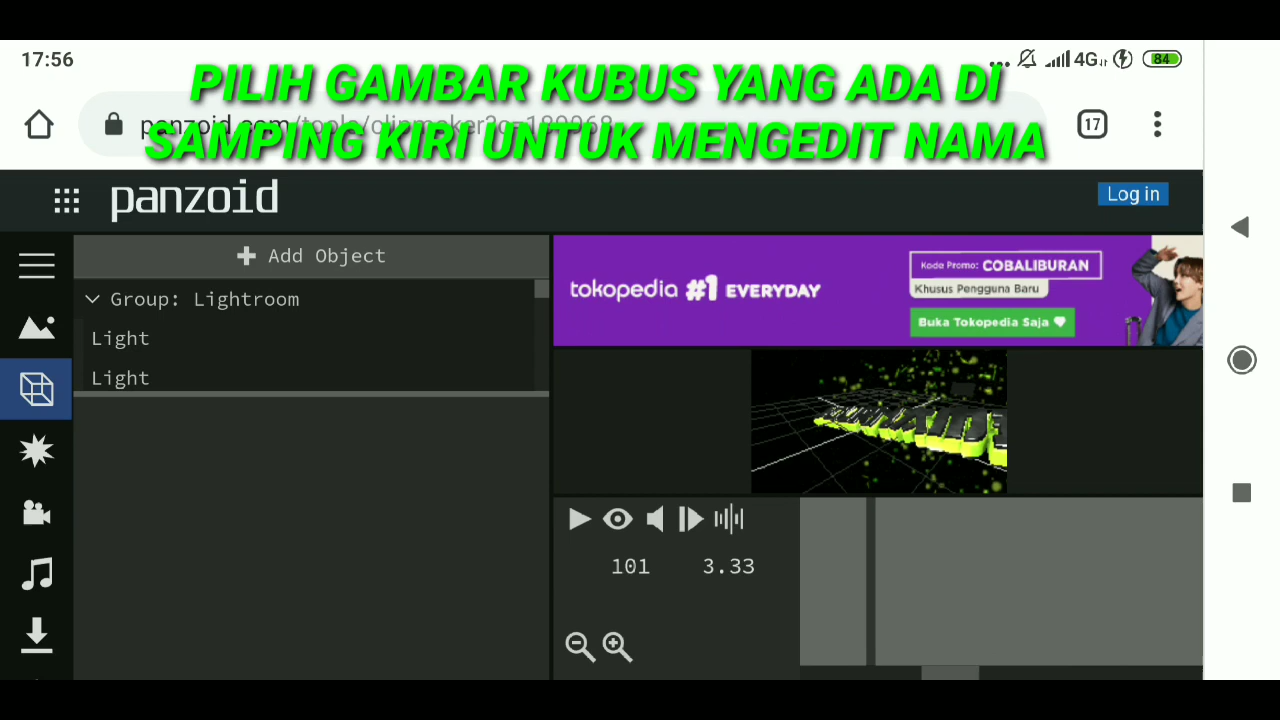 17:56
4G
84
PILIH GAMBAR KUBUS YANG ADA DI
SAMPING KIRI UNTUK MENGEDIT NAMA
17
panzoid
Log in
Add Object
Group: Lightroom
Light
Light
tokopedia #1 EVERYDAY
Kode Promo: COBALIBURAN
Khusus Pengguna Baru
Buka Tokopedia Saja
101 3.33